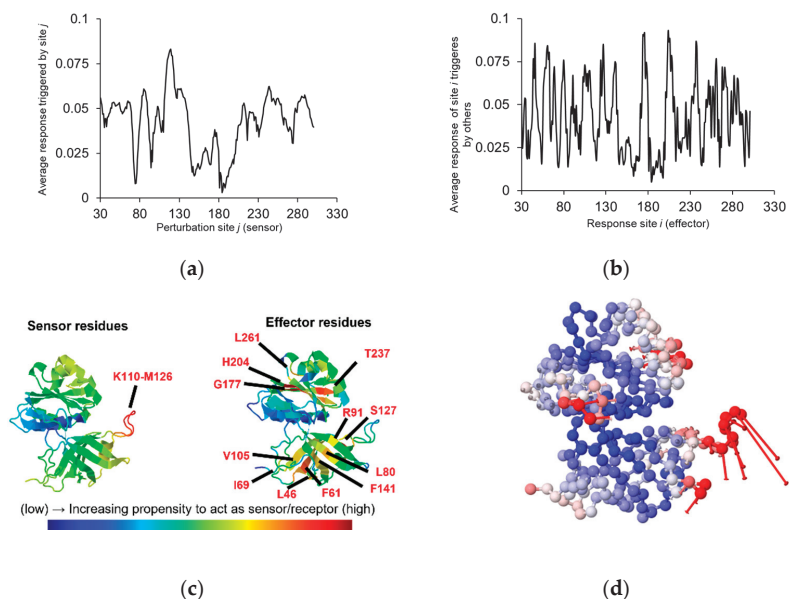 0.1
0.075
0.05
0.025
0
30 80 130 180 230 280 330
Average response triggered by site j
Perturbation site j (sensor)
(a)
0.1
0.075
0.05
0.025
0
30 80 130 180 230 280 330
Average response of site i triggeres
by others
Response site i (effector)
(b)
Sensor residues
K110-M126
Effector residues
L261
H204
G177
T237
R91
S127
V105
I69
L46
F61
L80
F141
(low) → Increasing propensity to act as sensor/receptor (high)
(c)
(d)